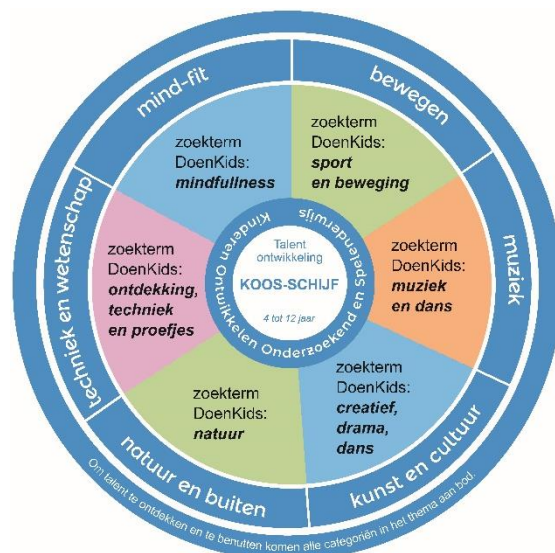 mind-fit
bewegen
muziek
kunst en cultuur
natuur en buiten
techniek en wetenschap
zoekterm
DoenKids:
mindfullness
zoekterm
DoenKids:
sport
en beweging
zoekterm
DoenKids:
muziek
en dans
zoekterm
DoenKids:
creatief,
drama,
dans
zoekterm
DoenKids:
natuur
zoekterm
DoenKids:
ontdekking,
techniek
en proefjes
Kinderen Ontwikkelen Onderzoekend en Spelenderwijs
Talent
ontwikkeling
KOOS-SCHIJF
4 tot 12 jaar
Om talent te ontdekken en te benutten komen alle categoriën in het thema aan bod.